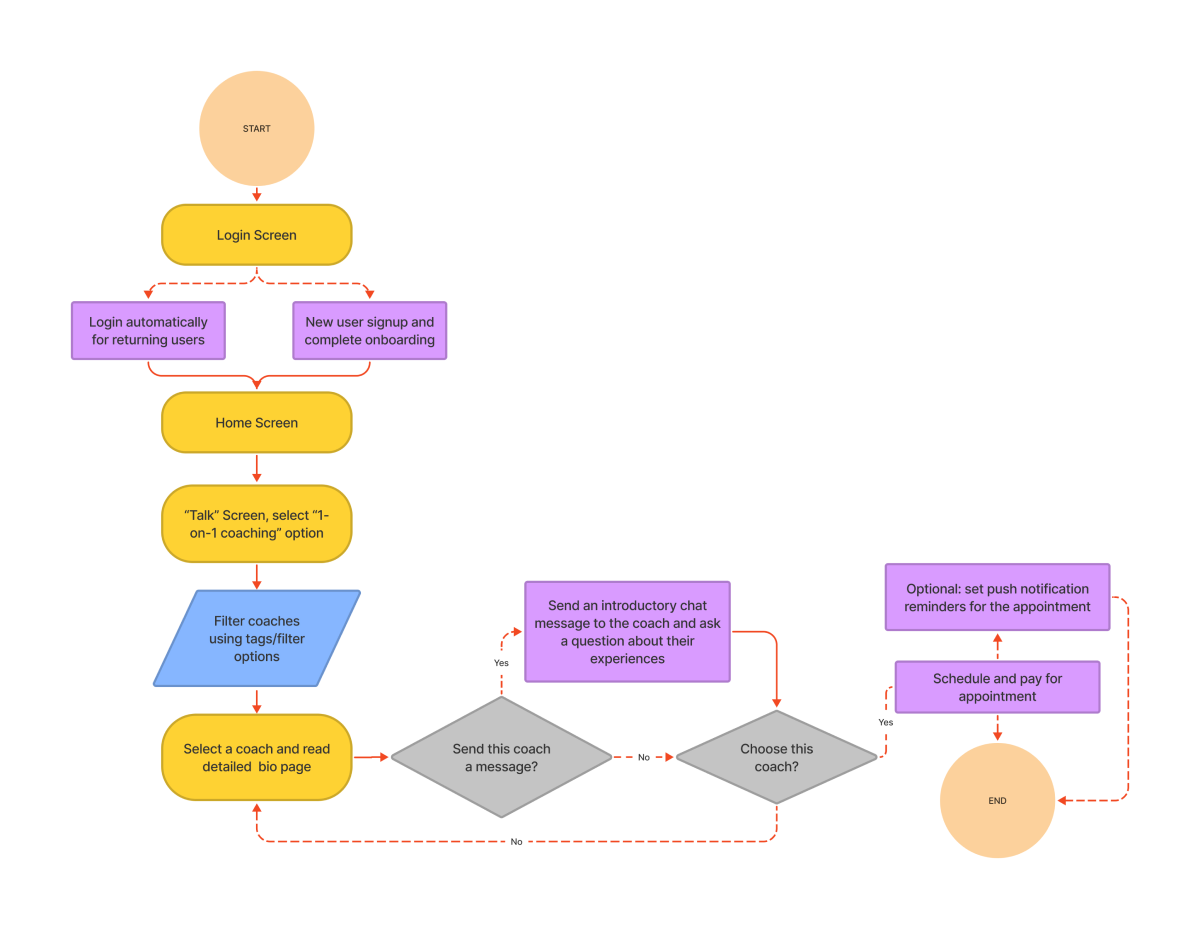 START
Login Screen
Login automatically
for returning users
New user signup and
complete onboarding
Home Screen
“Talk” Screen, select “1-
on-1 coaching” option
Filter coaches
using tags/filter
options
Select a coach and read
detailed  bio page
Send this coach
a message?
Yes
No
Send an introductory chat
message to the coach and ask
a question about their
experiences
Choose this
coach?
No
Yes
Schedule and pay for
appointment
Optional: set push notification
reminders for the appointment
END